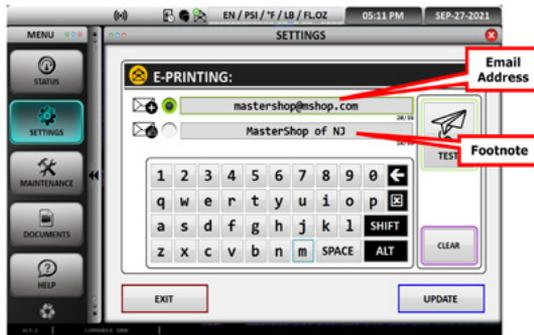 EN / PSI / °F / LB / FL.OZ
05:11 PM
SEP-27-2021
MENU
SETTINGS
STATUS
SETTINGS
MAINTENANCE
DOCUMENTS
HELP
E-PRINTING:
mastershop@mshop.com
20/35
MasterShop of NJ
Email
Address
Footnote
TEST
1 2 3 4 5 6 7 8 9 0
q w e r t y u i o p
a s d f g h j k l SHIFT
z x c v b n m SPACE ALT
CLEAR
EXIT
UPDATE